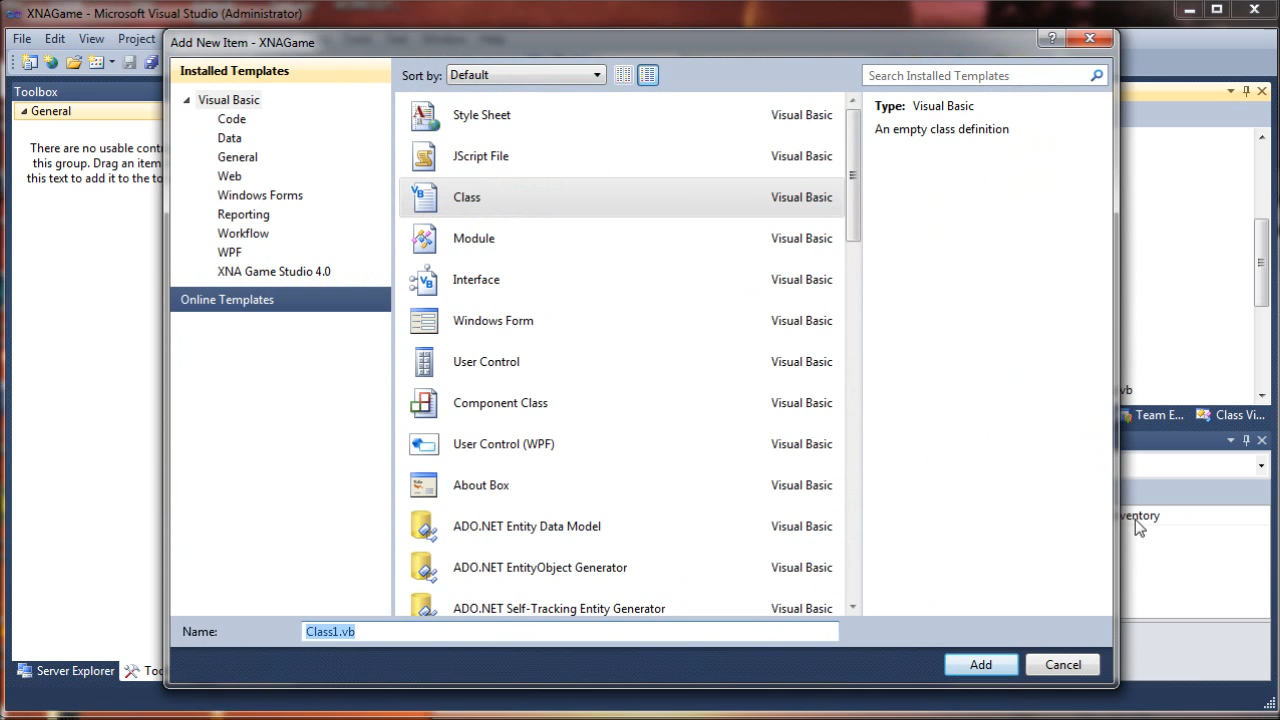 XNAGame - Microsoft Visual Studio (Administrator)
File Edit View Project
Toolbox
General
There are no usable contr
this group. Drag an item
this text to add it to the to
Server Explorer
Add New Item - XNAGame
Installed Templates
Visual Basic
Code
Data
General
Web
Windows Forms
Reporting
Workflow
WPF
XNA Game Studio 4.0
Online Templates
Sort by: Default
Search Installed Templates
Style Sheet Visual Basic
JScript File Visual Basic
Class Visual Basic
Module Visual Basic
Interface Visual Basic
Windows Form Visual Basic
User Control Visual Basic
Component Class Visual Basic
User Control (WPF) Visual Basic
About Box Visual Basic
ADO.NET Entity Data Model Visual Basic
ADO.NET EntityObject Generator Visual Basic
ADO.NET Self-Tracking Entity Generator Visual Basic
Type: Visual Basic
An empty class definition
Name: Class1.vb
Add Cancel
vb
Team E... Class Vi...
ventory